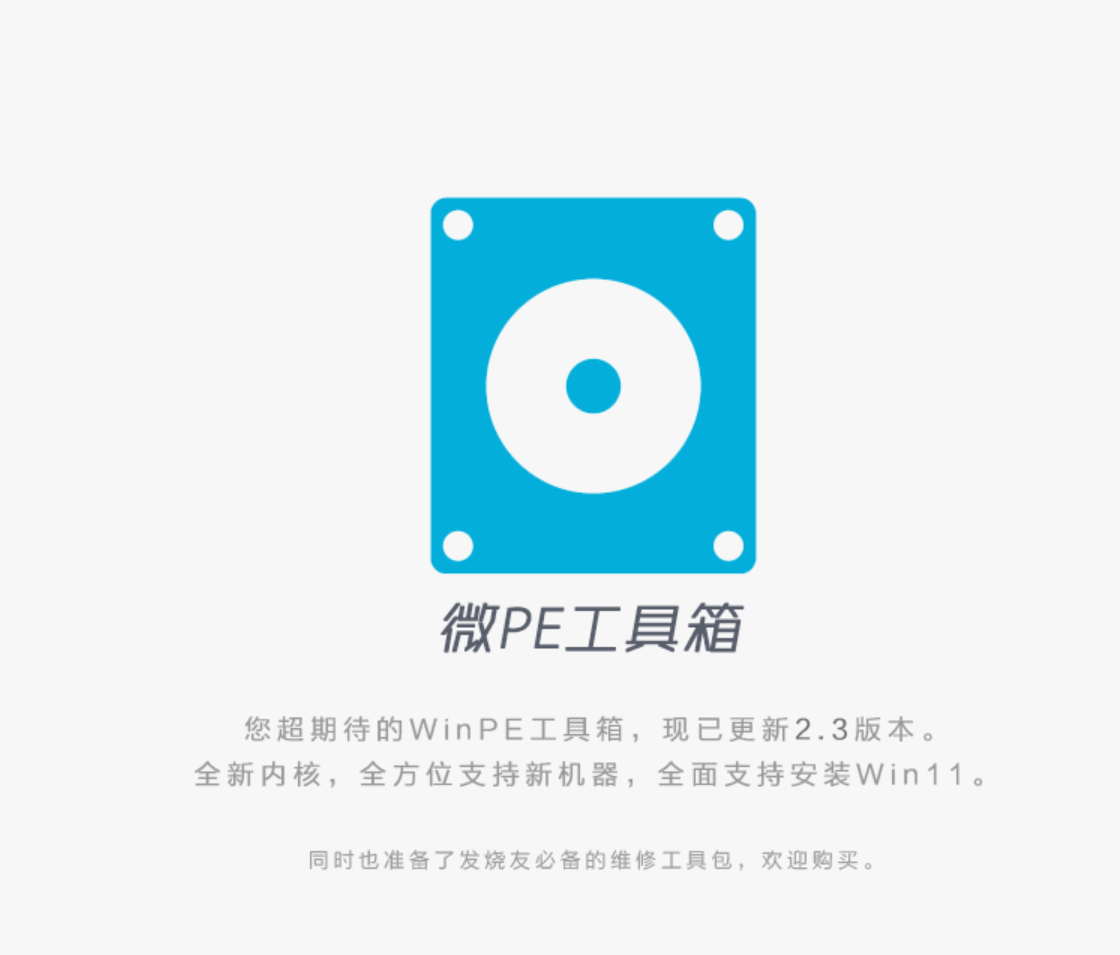 微PE工具箱
您超期待的WinPE工具箱，现已更新2.3版本。
全新内核，全方位支持新机器，全面支持安装Win11。
同时也准备了发烧友必备的维修工具包，欢迎购买。